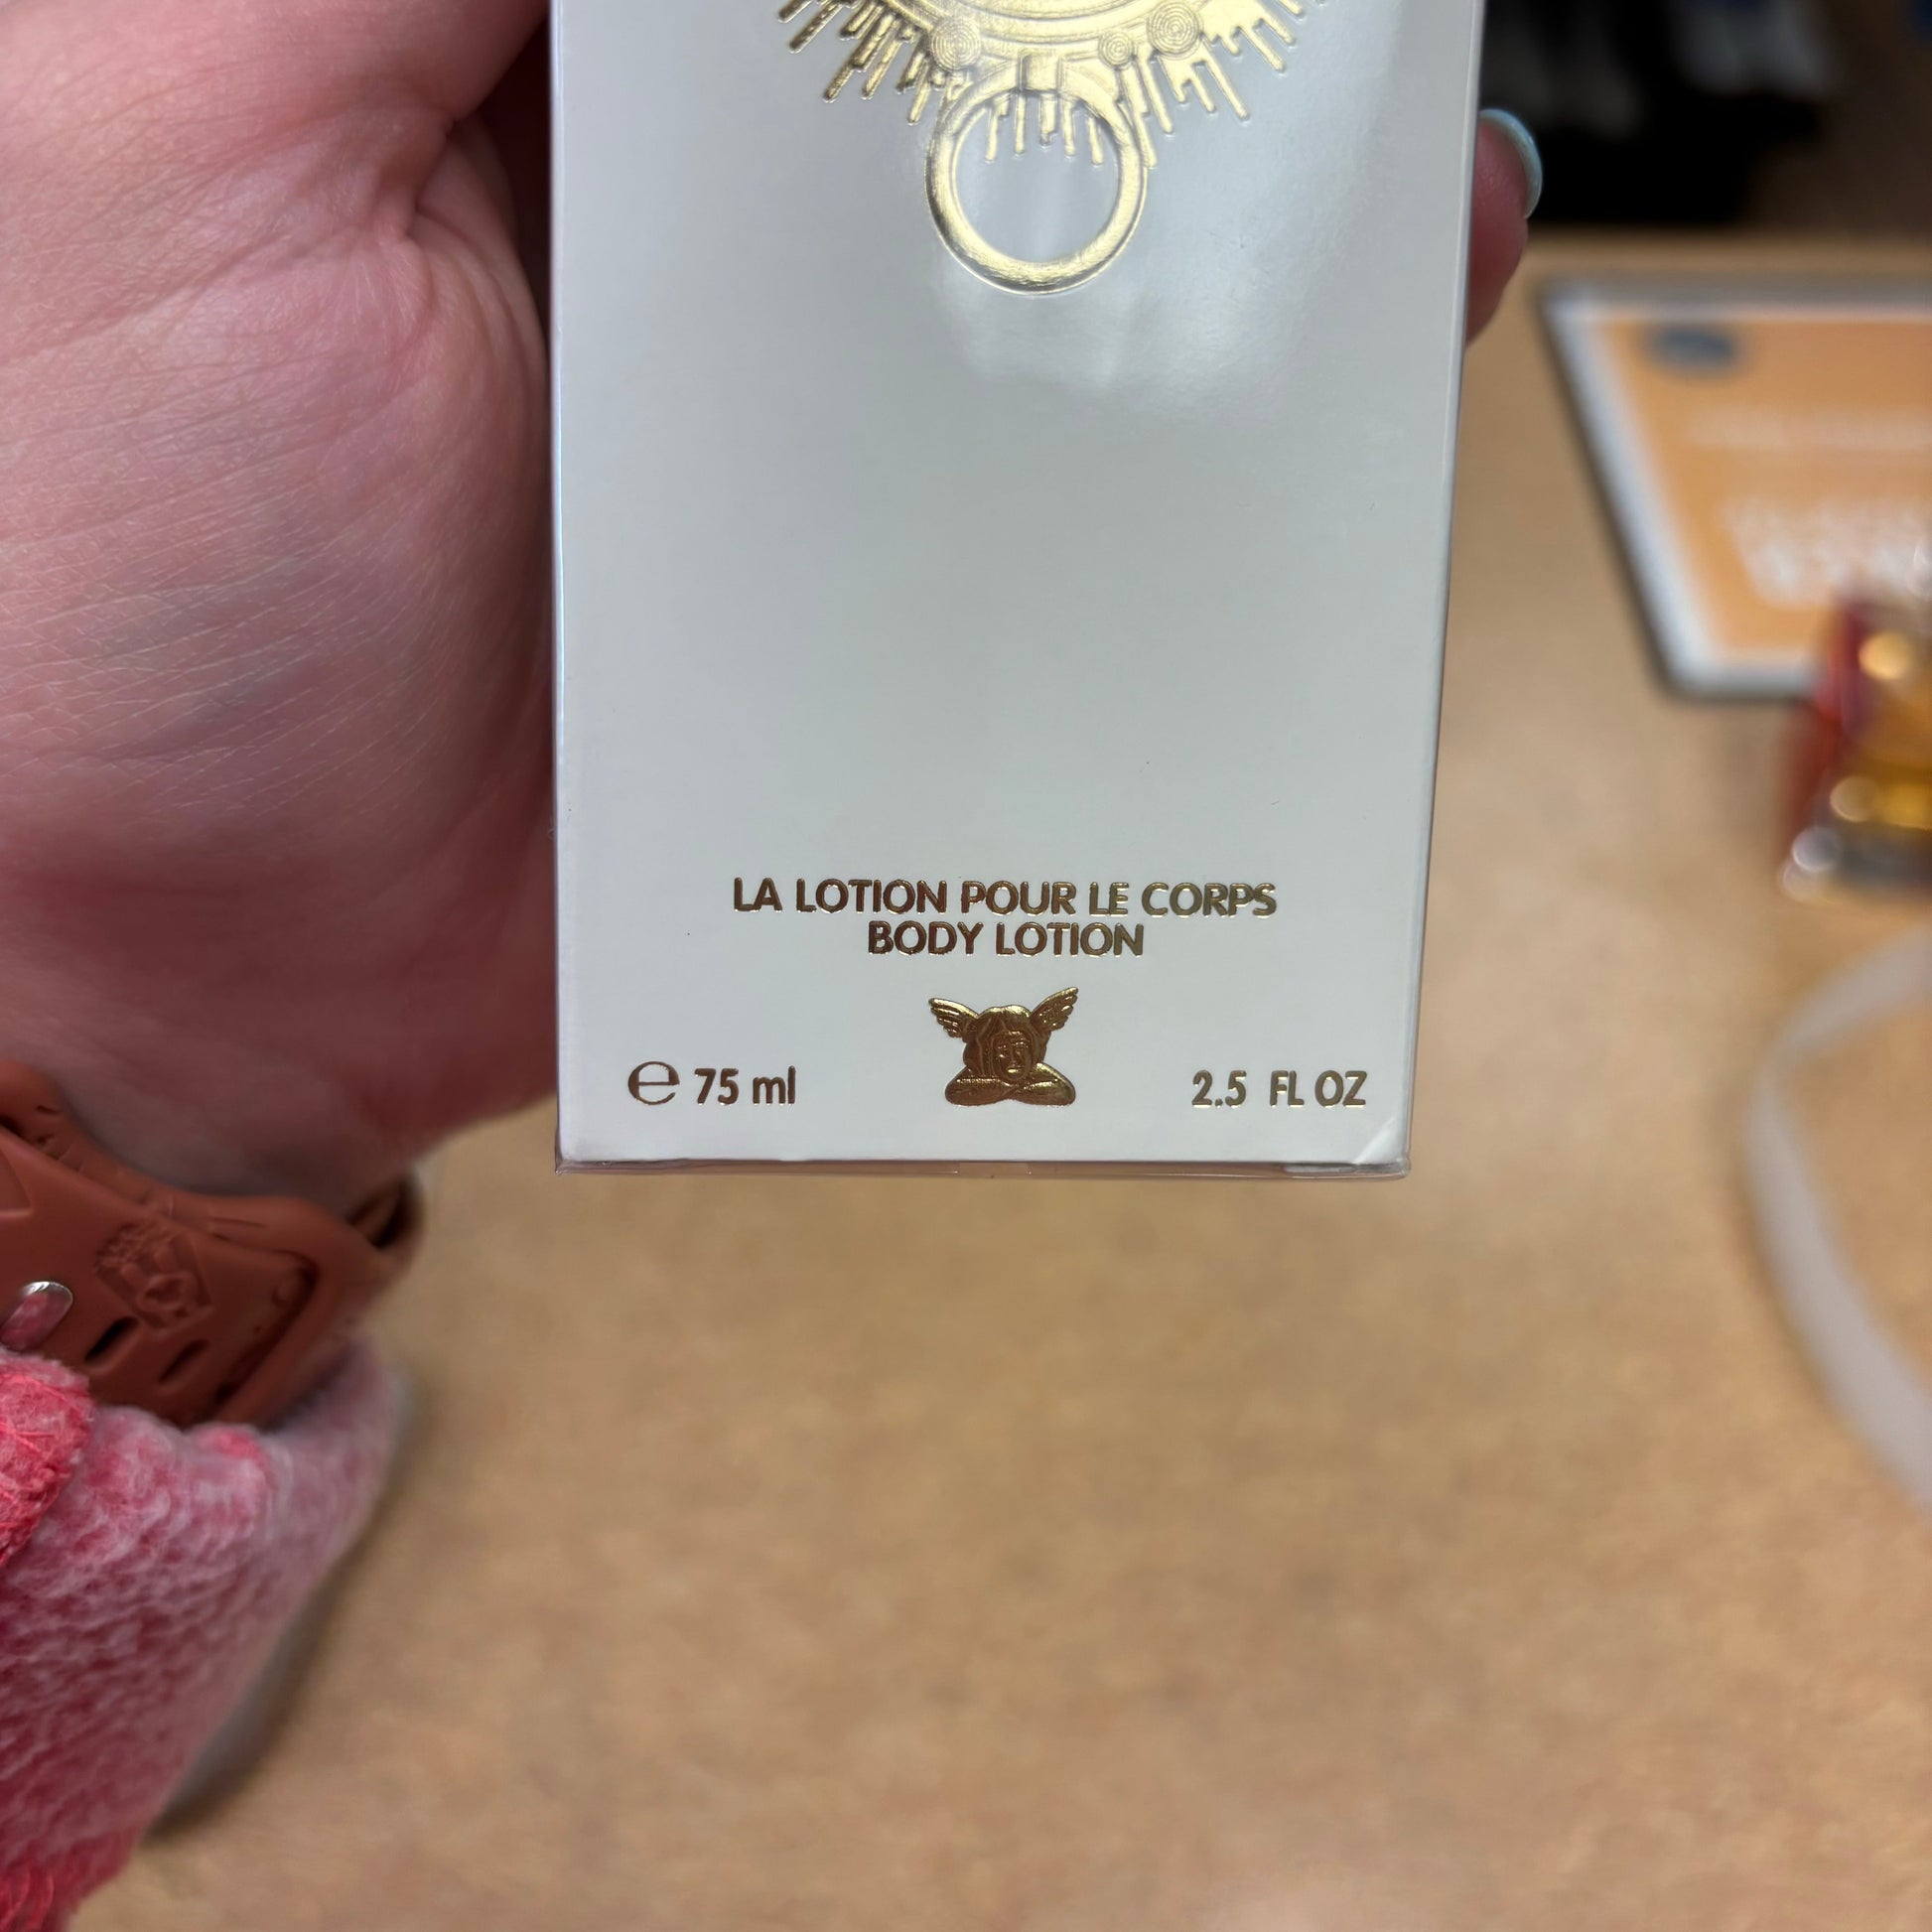 LA LOTION POUR LE CORPS
BODY LOTION
℮ 75 ml
2.5 FL OZ